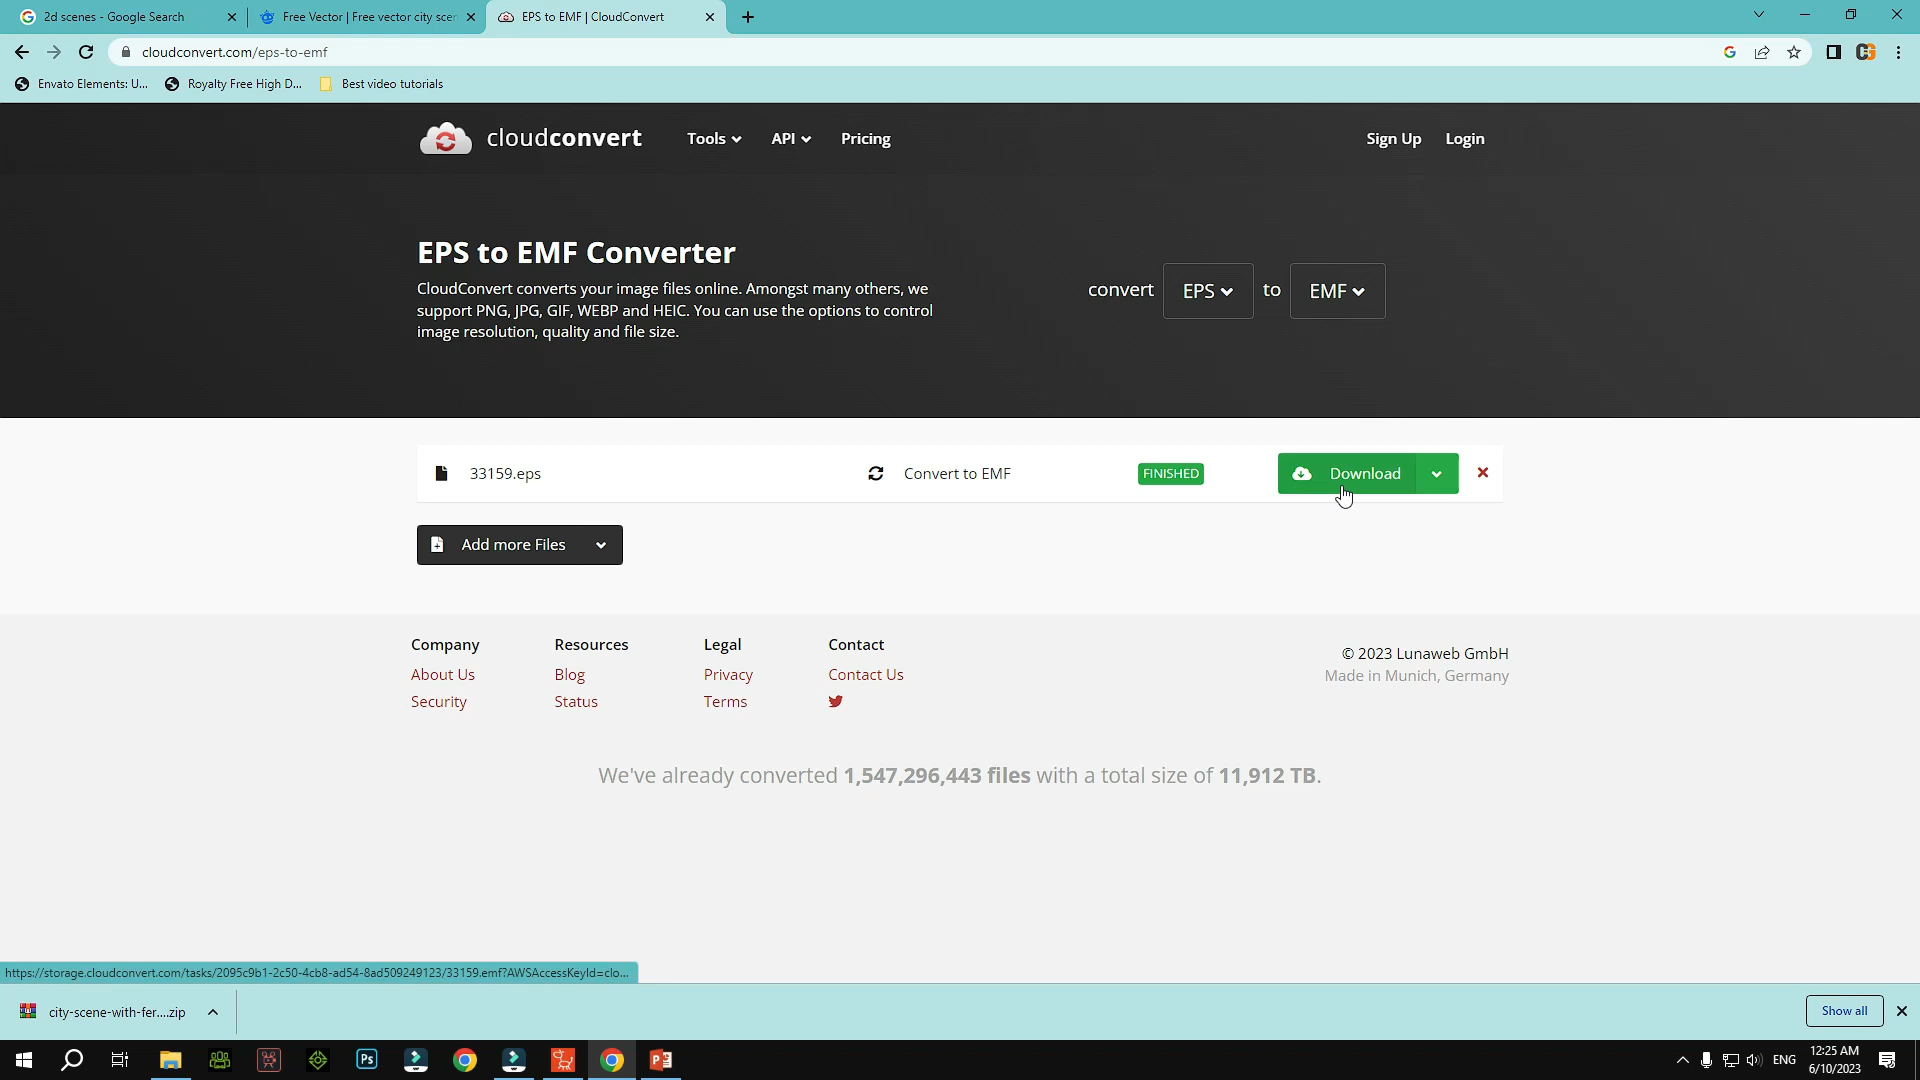 2d scenes - Google Search
Free Vector | Free vector city scen
EPS to EMF | CloudConvert
cloudconvert.com/eps-to-emf
Envato Elements: U...
Royalty Free High D...
Best video tutorials
cloudconvert
Tools
API
Pricing
Sign Up
Login
EPS to EMF Converter
CloudConvert converts your image files online. Amongst many others, we
support PNG, JPG, GIF, WEBP and HEIC. You can use the options to control
image resolution, quality and file size.
convert EPS to EMF
33159.eps
Convert to EMF
FINISHED
Download
Add more Files
Company
About Us
Security
Resources
Blog
Status
Legal
Privacy
Terms
Contact
Contact Us
© 2023 Lunaweb GmbH
Made in Munich, Germany
We've already converted 1,547,296,443 files with a total size of 11,912 TB.
https://storage.cloudconvert.com/tasks/2095c9b1-2c50-4cb8-ad54-8ad509249123/33159.emf?AWSAccessKeyId=clo...
city-scene-with-fer....zip
Show all
Ps
ENG
12:25 AM
6/10/2023